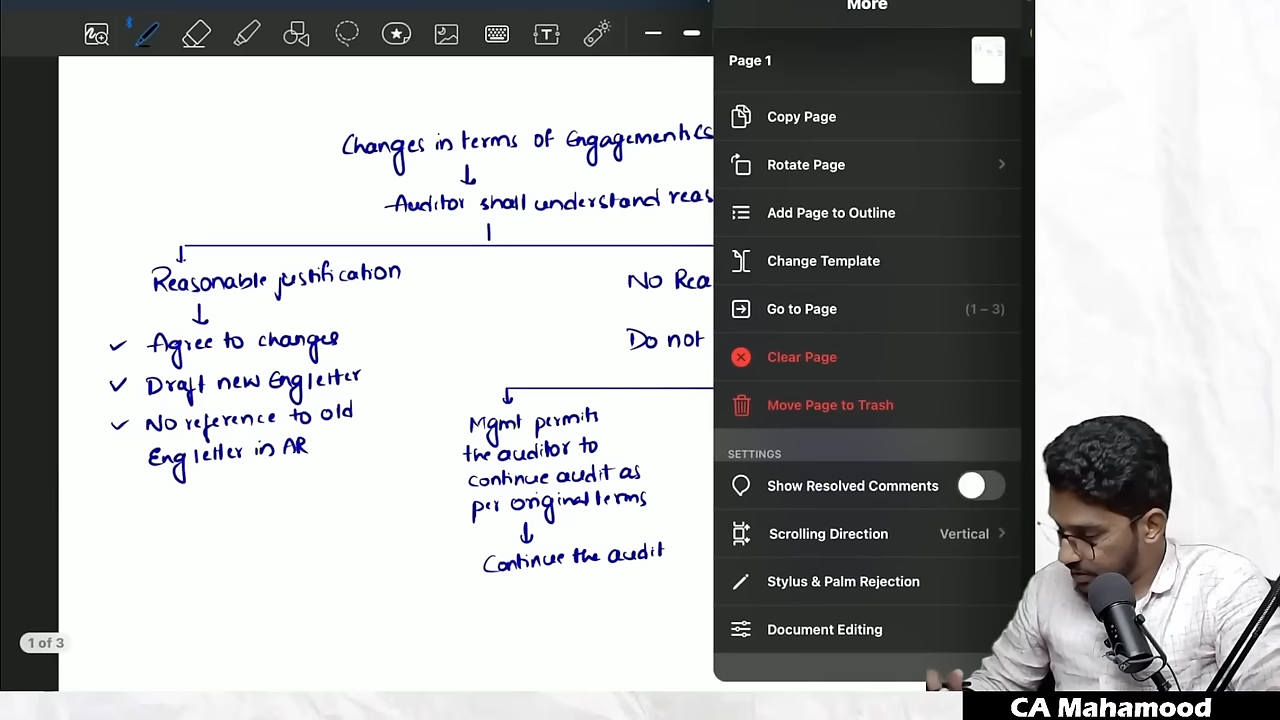 More
Page 1
Copy Page
Rotate Page
Add Page to Outline
Change Template
Go to Page (1 – 3)
Clear Page
Move Page to Trash
SETTINGS
Show Resolved Comments
Scrolling Direction Vertical
Stylus & Palm Rejection
Document Editing
Changes in terms of Engagement
Auditor shall understand reas
Reasonable justification
Agree to changes
Draft new Eng letter
No reference to old
Eng letter in AR
No Rea
Do not
Mgmt permits
the auditor to
continue audit as
per original terms
Continue the audit
1 of 3
CA Mahamood